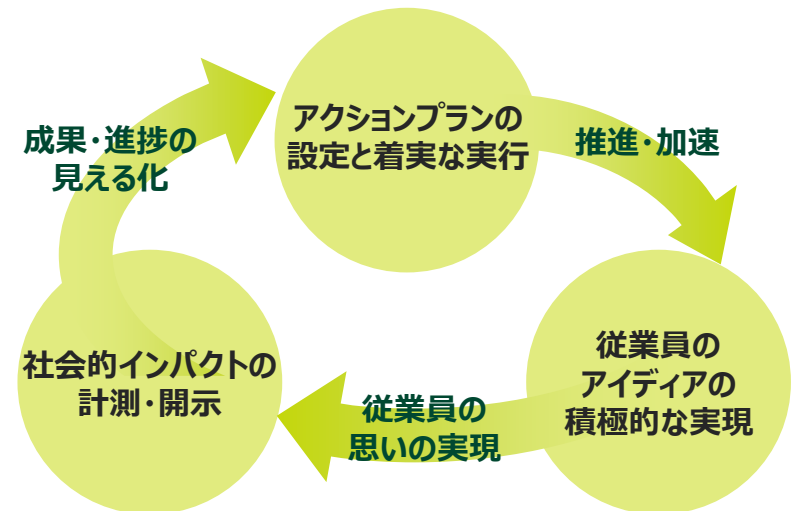 アクションプランの
設定と着実な実行
推進・加速
従業員の
アイディアの
積極的な実現
従業員の
思いの実現
社会的インパクトの
計測・開示
成果・進捗の
見える化